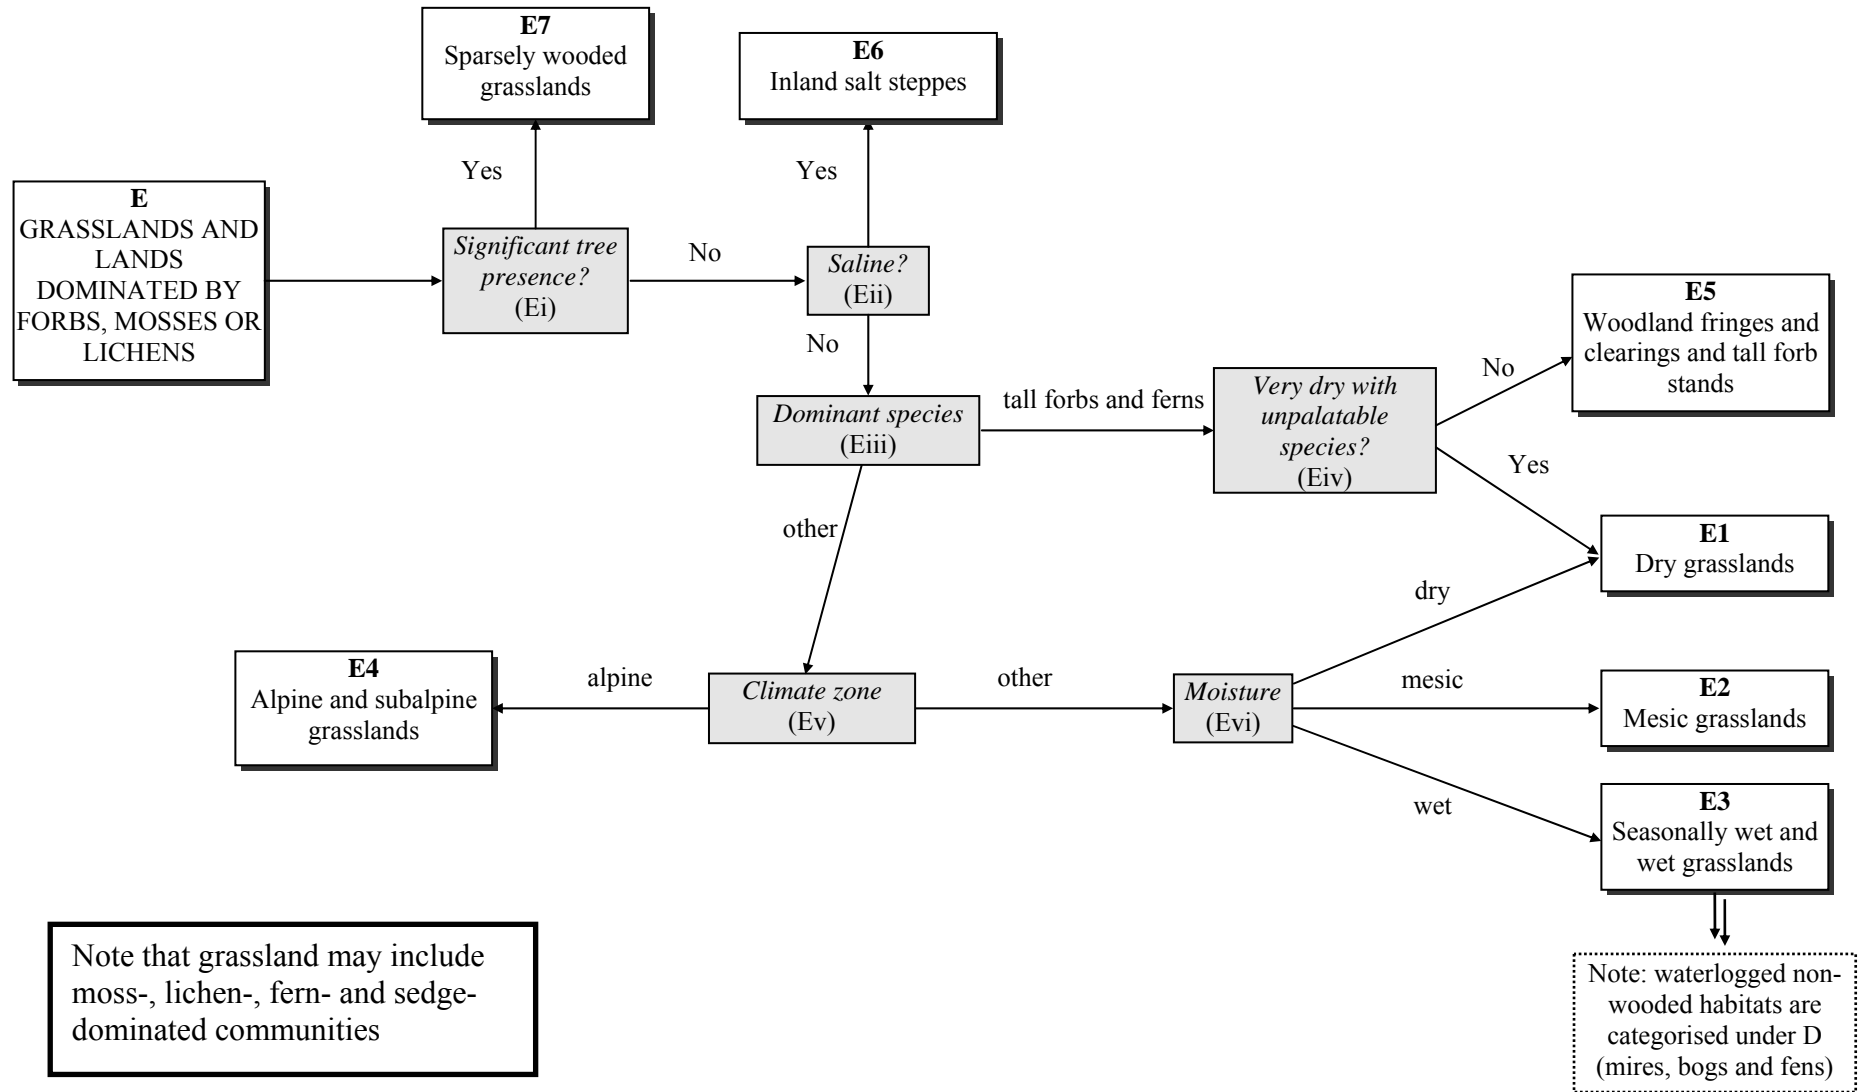 E7
Sparsely wooded
grasslands
E6
Inland salt steppes
Yes
Yes
E
GRASSLANDS AND
LANDS
DOMINATED BY
FORBS, MOSSES OR
LICHENS
Significant tree
presence?
(Ei)
No
Saline?
(Eii)
No
E5
Woodland fringes and
clearings and tall forb
stands
Dominant species
(Eiii)
tall forbs and ferns
Very dry with
unpalatable
species?
(Eiv)
No
Yes
other
E1
Dry grasslands
dry
E4
Alpine and subalpine
grasslands
alpine
Climate zone
(Ev)
other
Moisture
(Evi)
mesic
E2
Mesic grasslands
wet
E3
Seasonally wet and
wet grasslands
Note that grassland may include
moss-, lichen-, fern- and sedge-
dominated communities
Note: waterlogged non-
wooded habitats are
categorised under D
(mires, bogs and fens)